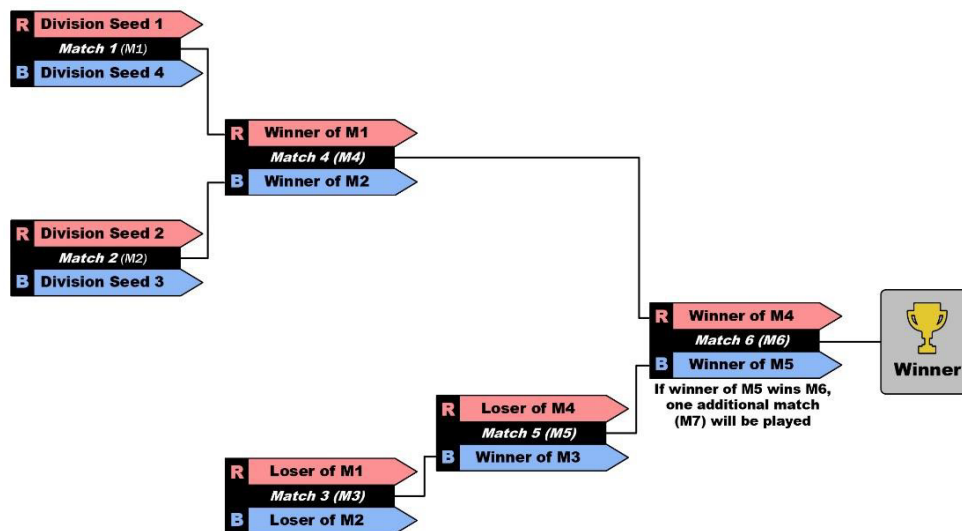 R Division Seed 1
Match 1 (M1)
B Division Seed 4
R Winner of M1
Match 4 (M4)
B Winner of M2
R Division Seed 2
Match 2 (M2)
B Division Seed 3
R Winner of M4
Match 6 (M6)
B Winner of M5
If winner of M5 wins M6,
one additional match
(M7) will be played
Winner
R Loser of M4
Match 5 (M5)
B Winner of M3
R Loser of M1
Match 3 (M3)
B Loser of M2